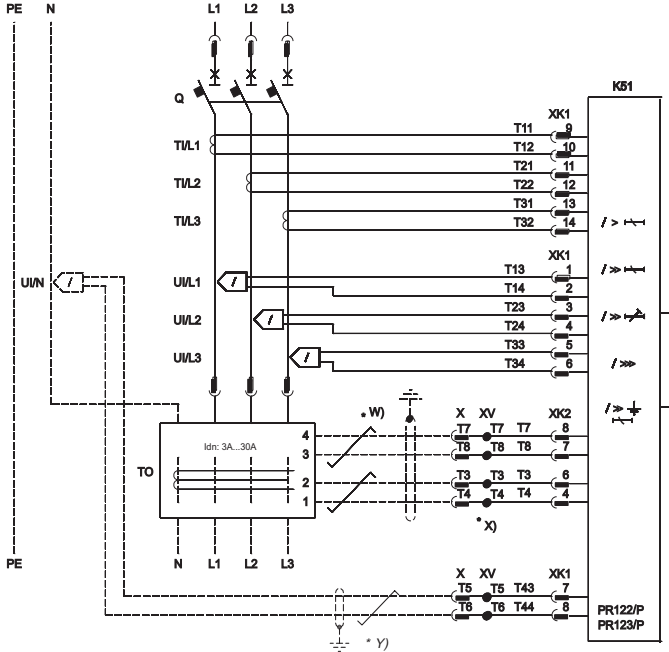 PE N L1 L2 L3
K51
Q
XK1
T11 9
TI/L1 T12 10
T21 11
TI/L2 T22 12
T31 13
TI/L3 T32 14
I >
XK1
I >>
UI/N I UI/L1 I T13 1
T14 2
UI/L2 I T23 3 I >>
T24 4
UI/L3 I T33 5
T34 6 I >>>
I >>
* W) X XV XK2
4 T7 T7 T7 8
Idn: 3A...30A
3 T8 T8 T8 7
TO
2 T3 T3 T3 6
1 T4 T4 T4 4
* X)
PE N L1 L2 L3
X XV XK1
T5 T5 T43 7
T6 T6 T44 8
PR122/P
PR123/P
* Y)